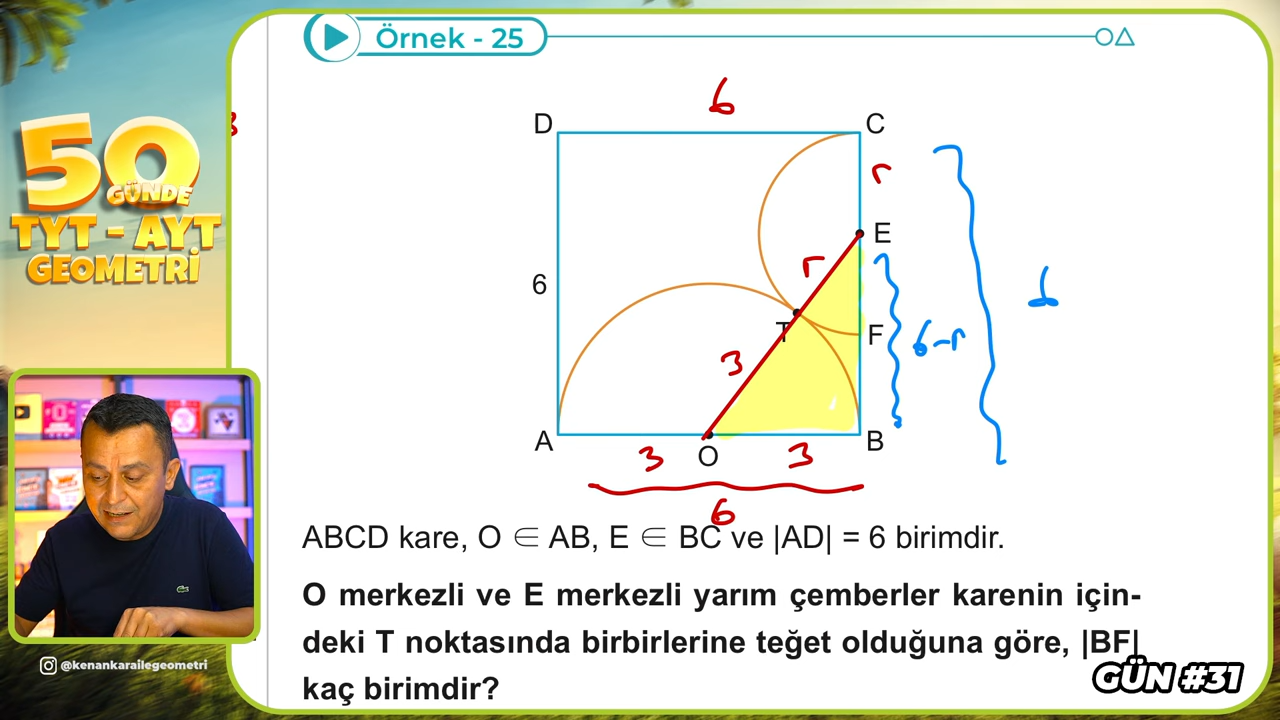 Örnek - 25
50
GÜNDE
TYT - AYT
GEOMETRİ
6
D
C
r
E
r
6
T
F
6-r
6
3
A
3
O
3
B
6
ABCD kare, O ∈ AB, E ∈ BC ve |AD| = 6 birimdir.
O merkezli ve E merkezli yarım çemberler karenin için-
deki T noktasında birbirlerine teğet olduğuna göre, |BF|
kaç birimdir?
@kenankarailegeometri
GÜN #31